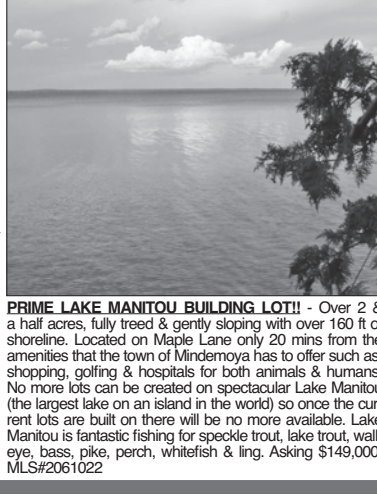 PRIME LAKE MANITOU BUILDING LOT!! - Over 2 &
a half acres, fully treed & gently sloping with over 160 ft o
shoreline. Located on Maple Lane only 20 mins from the
amenities that the town of Mindemoya has to offer such as
shopping, golfing & hospitals for both animals & humans
No more lots can be created on spectacular Lake Manitou
(the largest lake on an island in the world) so once the cur
rent lots are built on there will be no more available. Lake
Manitou is fantastic fishing for speckle trout, lake trout, wall
eye, bass, pike, perch, whitefish & ling. Asking $149,000
MLS#2061022